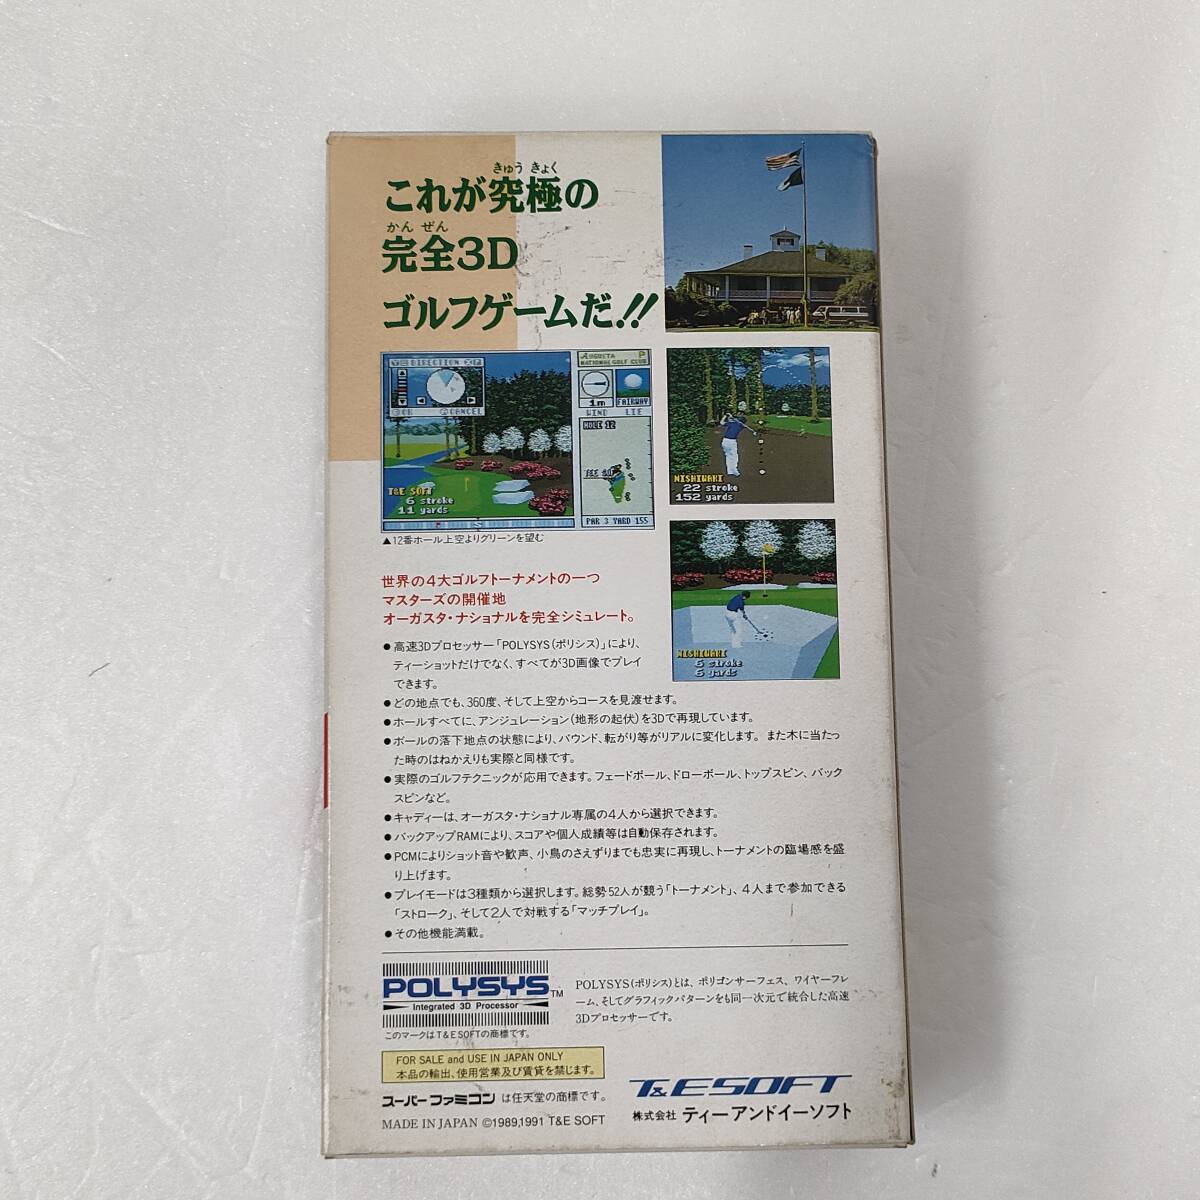 きゅうきょく
これが究極の
かんぜん
完全3D
ゴルフゲームだ!!
DIRECTION
OK CANCEL
T&E SOFT
6 stroke
11 yards
AUGUSTA
NATIONAL GOLF CLUB
1m FAIRWAY
WIND LIE
HOLE 12
PAR 3 YARD 155
▲12番ホール上空よりグリーンを望む
NISHIWAKI
22 stroke
152 yards
NISHIWAKI
6 stroke
6 yards
世界の4大ゴルフトーナメントの一つ
マスターズの開催地
オーガスタ・ナショナルを完全シミュレート。
●高速3Dプロセッサー「POLYSYS(ポリシス)」により、
ティーショットだけでなく、すべてが3D画像でプレイ
できます。
●どの地点でも、360度、そして上空からコースを見渡せます。
●ホールすべてに、アンジュレーション(地形の起伏)を3Dで再現しています。
●ボールの落下地点の状態により、バウンド、転がり等がリアルに変化します。また木に当たっ
た時のはねかえりも実際と同様です。
●実際のゴルフテクニックが応用できます。フェードボール、ドローボール、トップスピン、バック
スピンなど。
●キャディーは、オーガスタ・ナショナル専属の4人から選択できます。
●バックアップRAMにより、スコアや個人成績等は自動保存されます。
●PCMによりショット音や歓声、小鳥のさえずりまでも忠実に再現し、トーナメントの臨場感を盛
り上げます。
●プレイモードは3種類から選択します。総勢52人が競う「トーナメント」、4人まで参加できる
「ストローク」、そして2人で対戦する「マッチプレイ」。
●その他機能満載。
POLYSYS TM
Integrated 3D Processor
このマークはT&E SOFTの商標です。
POLYSYS(ポリシス)とは、ポリゴンサーフェス、ワイヤーフレ
ーム、そしてグラフィックパターンをも同一次元で統合した高速
3Dプロセッサーです。
FOR SALE and USE IN JAPAN ONLY
本品の輸出、使用営業及び賃貸を禁じます。
スーパーファミコン は任天堂の商標です。
MADE IN JAPAN ©1989,1991 T&E SOFT
T&ESOFT
株式会社 ティーアンドイーソフト